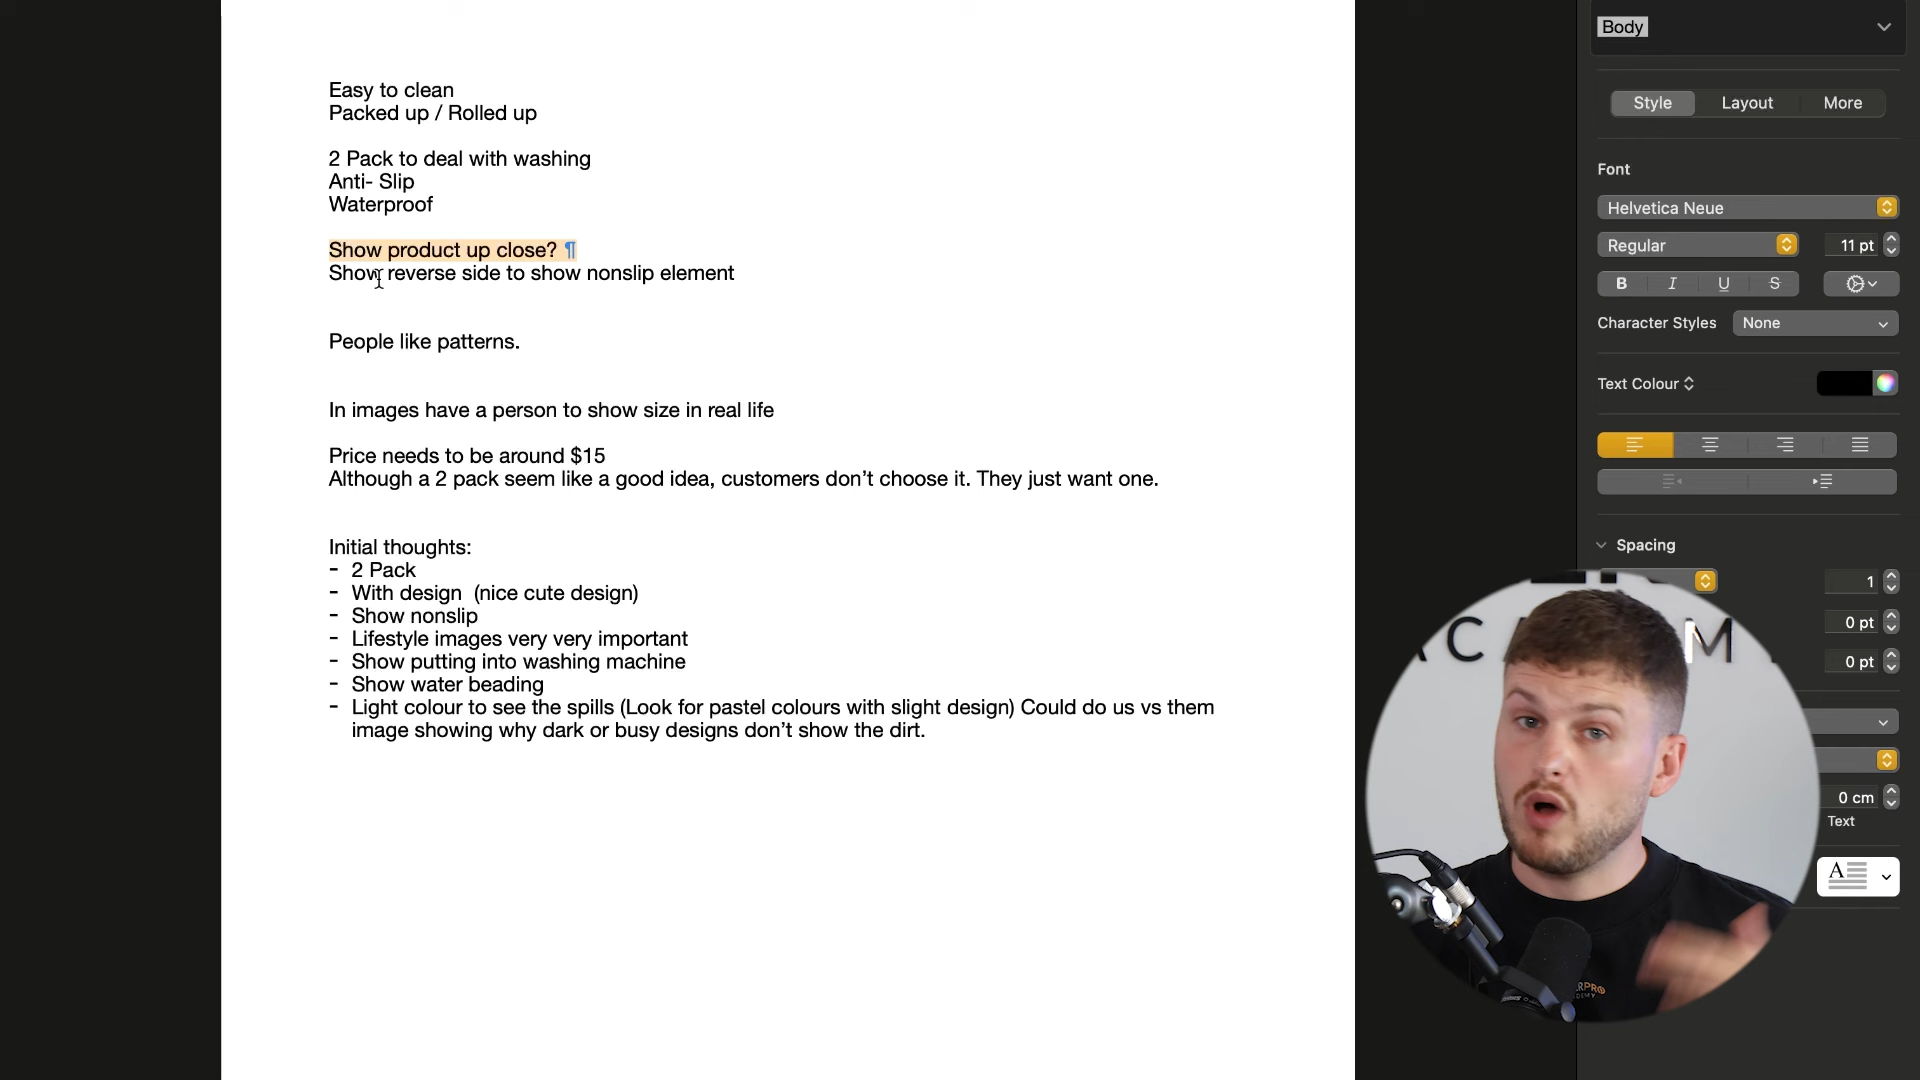 Body
Style Layout More
Easy to clean
Packed up / Rolled up
2 Pack to deal with washing
Anti- Slip
Waterproof
Show product up close? ¶
Show reverse side to show nonslip element
People like patterns.
In images have a person to show size in real life
Price needs to be around $15
Although a 2 pack seem like a good idea, customers don’t choose it. They just want one.
Initial thoughts:
- 2 Pack
- With design  (nice cute design)
- Show nonslip
- Lifestyle images very very important
- Show putting into washing machine
- Show water beading
- Light colour to see the spills (Look for pastel colours with slight design) Could do us vs them
image showing why dark or busy designs don’t show the dirt.
Font
Helvetica Neue
Regular 11 pt
B I U S
Character Styles None
Text Colour
Spacing
1
0 pt
0 pt
0 cm
Text
A